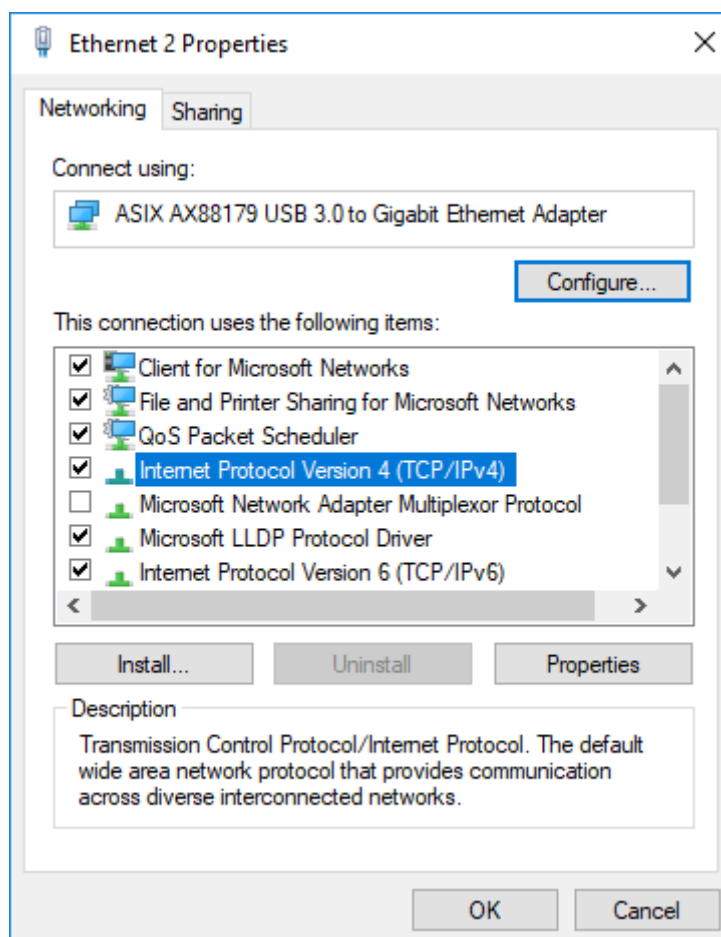 Ethernet 2 Properties
Networking
Sharing
Connect using:
ASIX AX88179 USB 3.0 to Gigabit Ethernet Adapter
Configure...
This connection uses the following items:
Client for Microsoft Networks
File and Printer Sharing for Microsoft Networks
QoS Packet Scheduler
Internet Protocol Version 4 (TCP/IPv4)
Microsoft Network Adapter Multiplexor Protocol
Microsoft LLDP Protocol Driver
Internet Protocol Version 6 (TCP/IPv6)
Install...
Uninstall
Properties
Description
Transmission Control Protocol/Internet Protocol. The default
wide area network protocol that provides communication
across diverse interconnected networks.
OK
Cancel